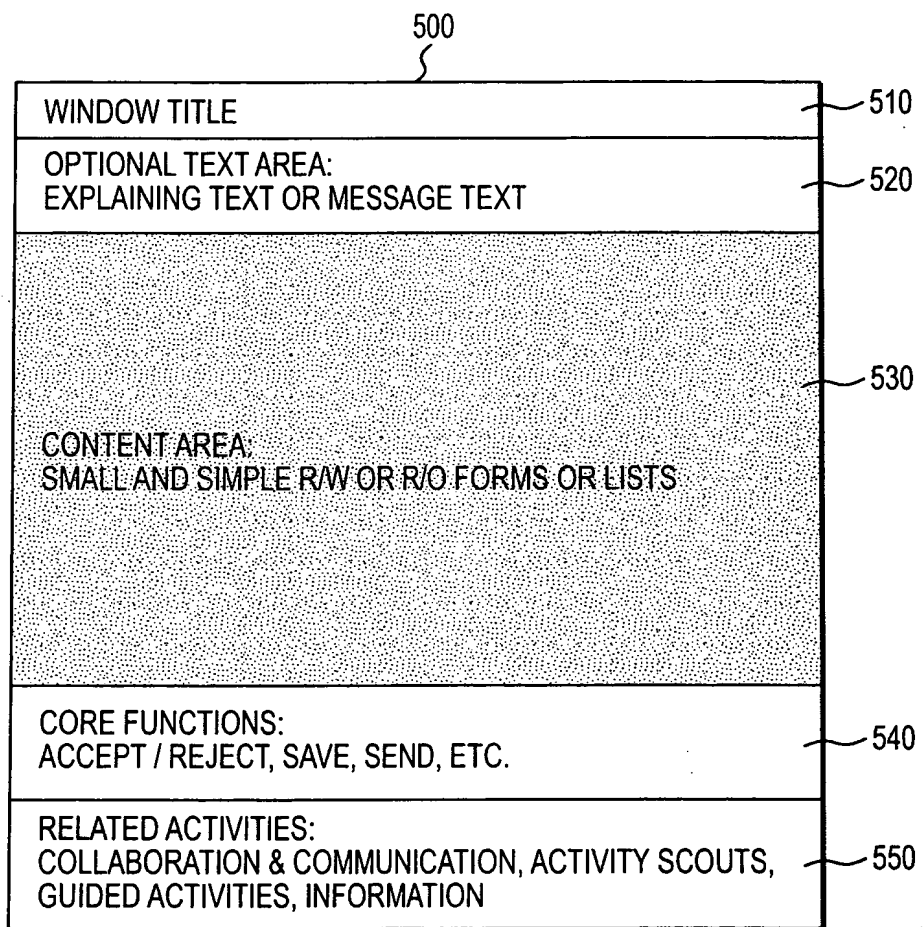 500
WINDOW TITLE
510
OPTIONAL TEXT AREA:
EXPLAINING TEXT OR MESSAGE TEXT
520
530
CONTENT AREA:
SMALL AND SIMPLE R/W OR R/O FORMS OR LISTS
CORE FUNCTIONS:
ACCEPT / REJECT, SAVE, SEND, ETC.
540
RELATED ACTIVITIES:
COLLABORATION & COMMUNICATION, ACTIVITY SCOUTS,
GUIDED ACTIVITIES, INFORMATION
550